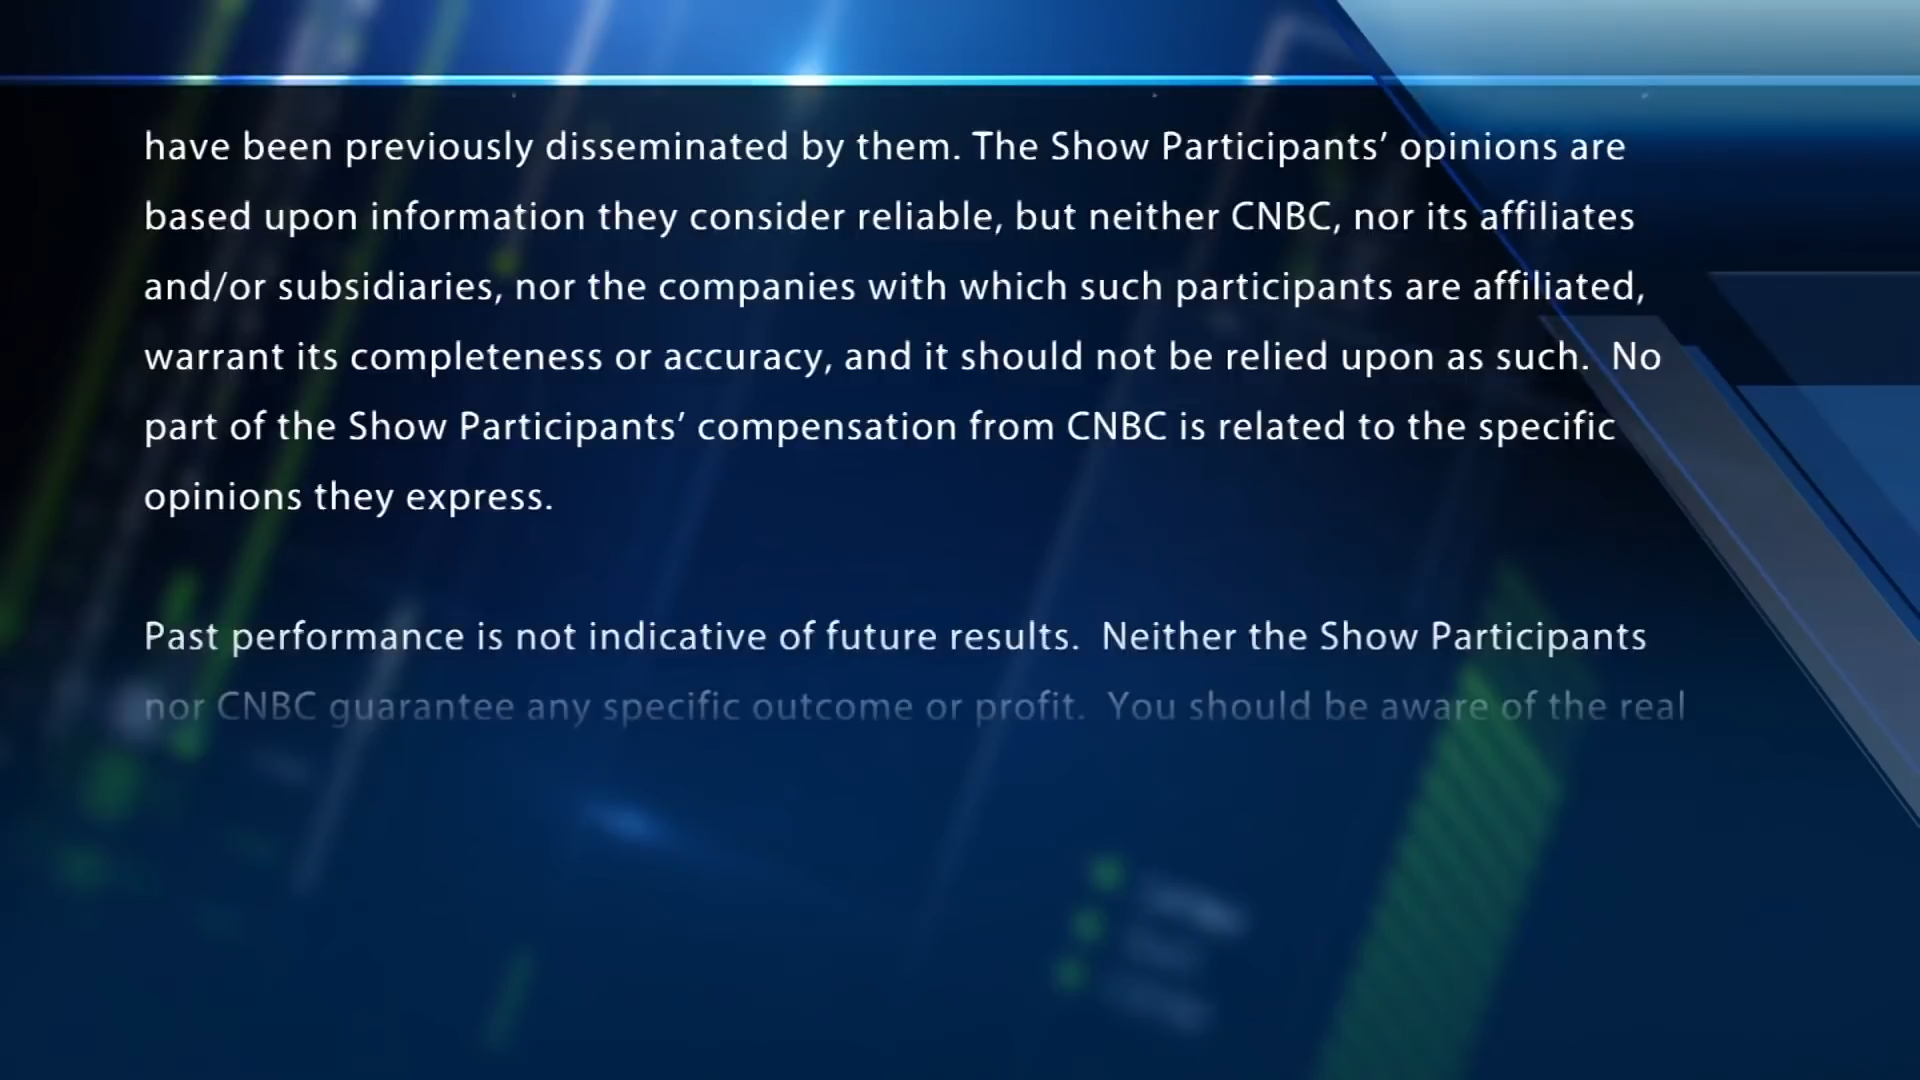 have been previously disseminated by them. The Show Participants’ opinions are
based upon information they consider reliable, but neither CNBC, nor its affiliates
and/or subsidiaries, nor the companies with which such participants are affiliated,
warrant its completeness or accuracy, and it should not be relied upon as such.  No
part of the Show Participants’ compensation from CNBC is related to the specific
opinions they express.
Past performance is not indicative of future results.  Neither the Show Participants
nor CNBC guarantee any specific outcome or profit.  You should be aware of the real